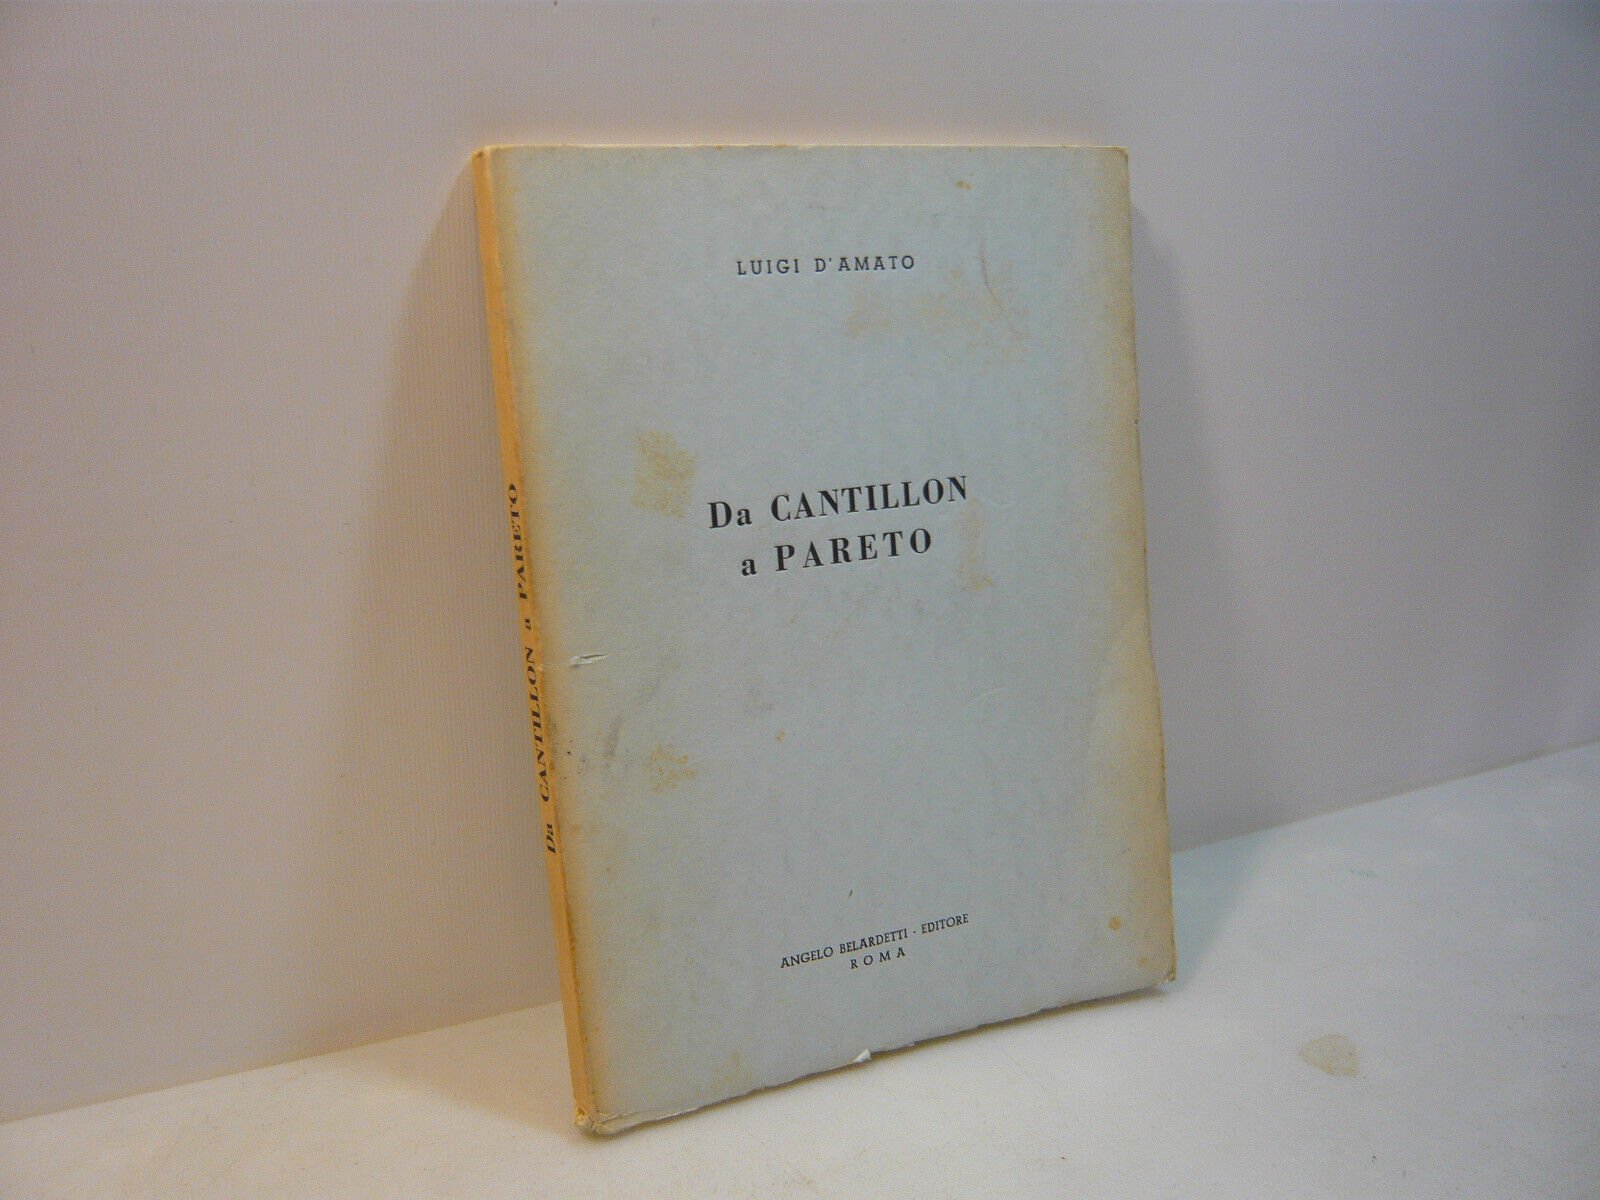 LUIGI D'AMATO
Da CANTILLON
a PARETO
ANGELO BELARDETTI - EDITORE
ROMA
Da CANTILLON a PARETO